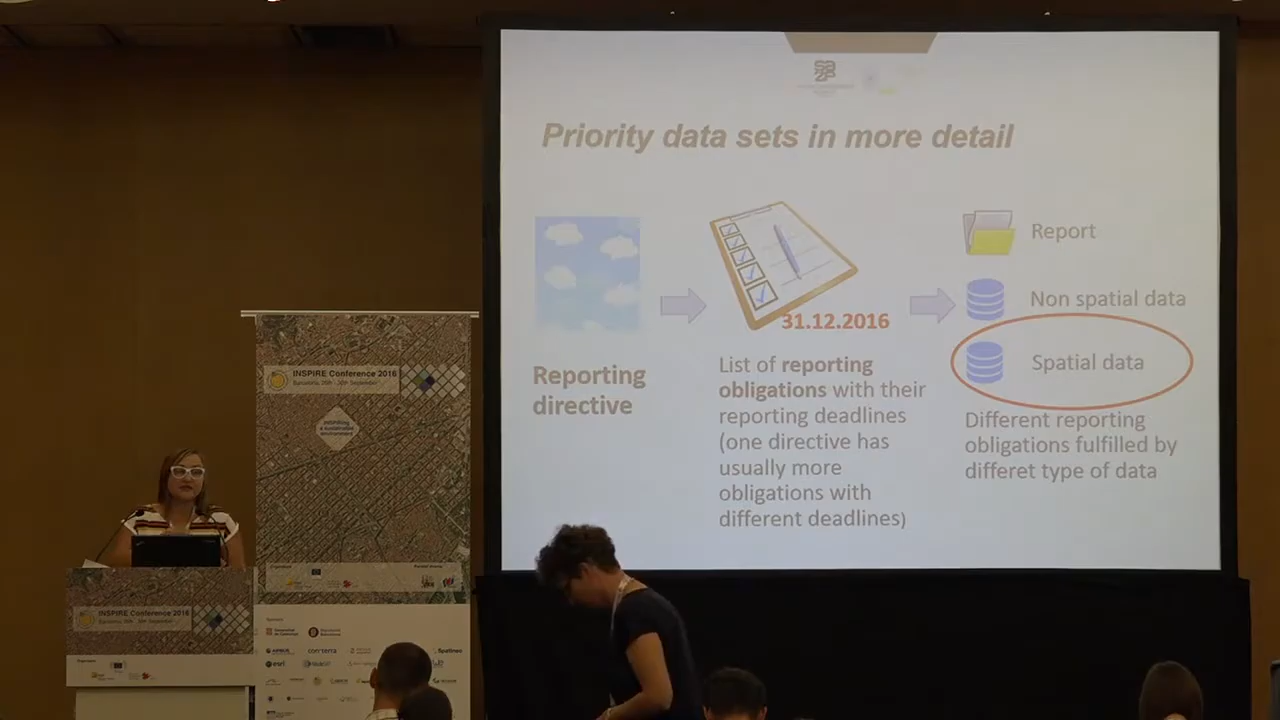 Priority data sets in more detail
Report
Non spatial data
31.12.2016
Spatial data
Reporting
directive
List of reporting
obligations with their
reporting deadlines
(one directive has
usually more
obligations with
different deadlines)
Different reporting
obligations fulfilled by
differet type of data
INSPIRE Conference 2016
INSPIRE Conference 2016
esri